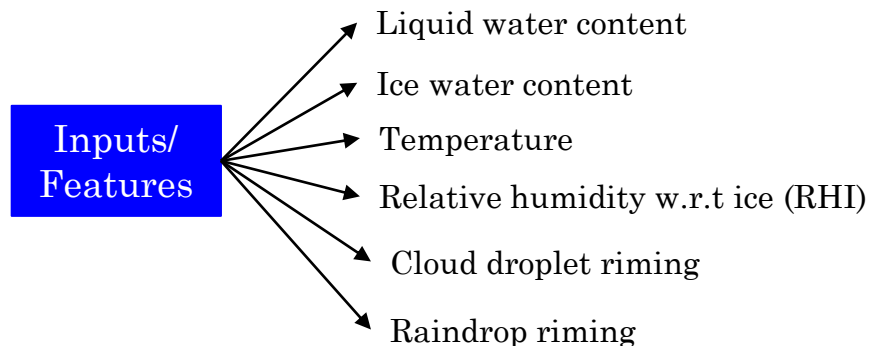 Liquid water content
Ice water content
Inputs/
Features
Temperature
Relative humidity w.r.t ice (RHI)
Cloud droplet riming
Raindrop riming